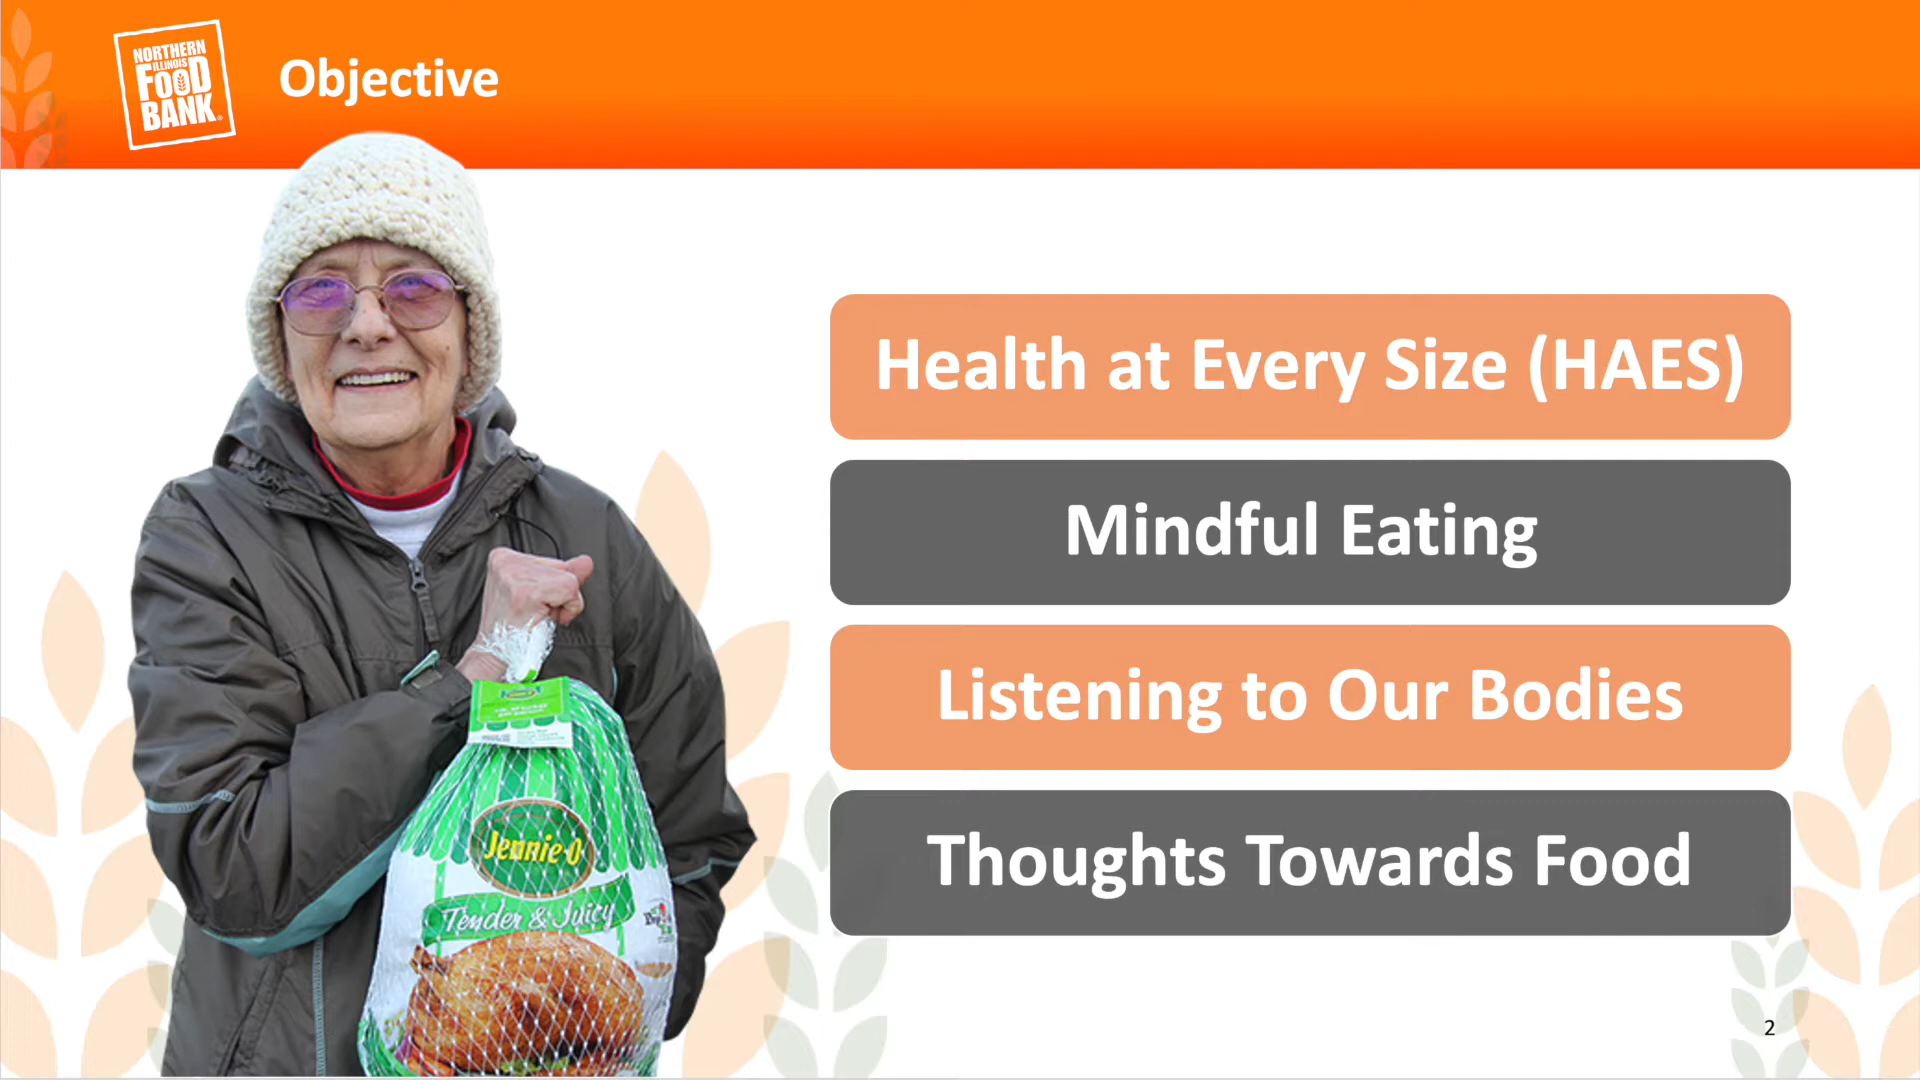 NORTHERN
ILLINOIS
FOOD
BANK
Objective
Health at Every Size (HAES)
Mindful Eating
Listening to Our Bodies
Thoughts Towards Food
Jennie-O
Tender & Juicy
2